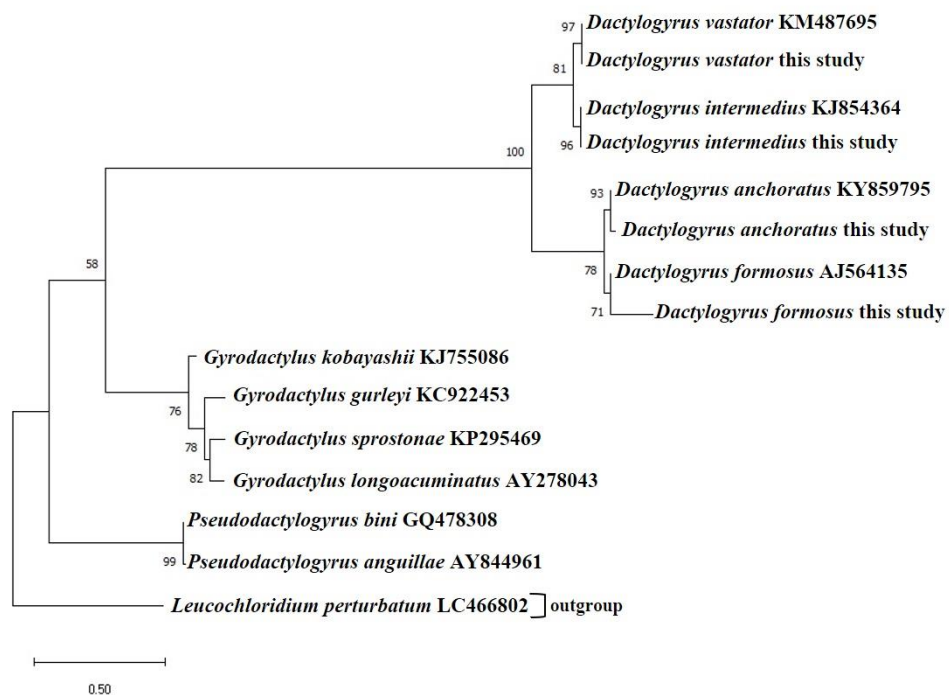 97
Dactylogyrus vastator KM487695
Dactylogyrus vastator this study
81
Dactylogyrus intermedius KJ854364
96
Dactylogyrus intermedius this study
100
93
Dactylogyrus anchoratus KY859795
Dactylogyrus anchoratus this study
78
Dactylogyrus formosus AJ564135
71
Dactylogyrus formosus this study
58
Gyrodactylus kobayashii KJ755086
76
Gyrodactylus gurleyi KC922453
78
Gyrodactylus sprostonae KP295469
82
Gyrodactylus longoacuminatus AY278043
Pseudodactylogyrus bini GQ478308
99
Pseudodactylogyrus anguillae AY844961
Leucochloridium perturbatum LC466802 outgroup
0.50